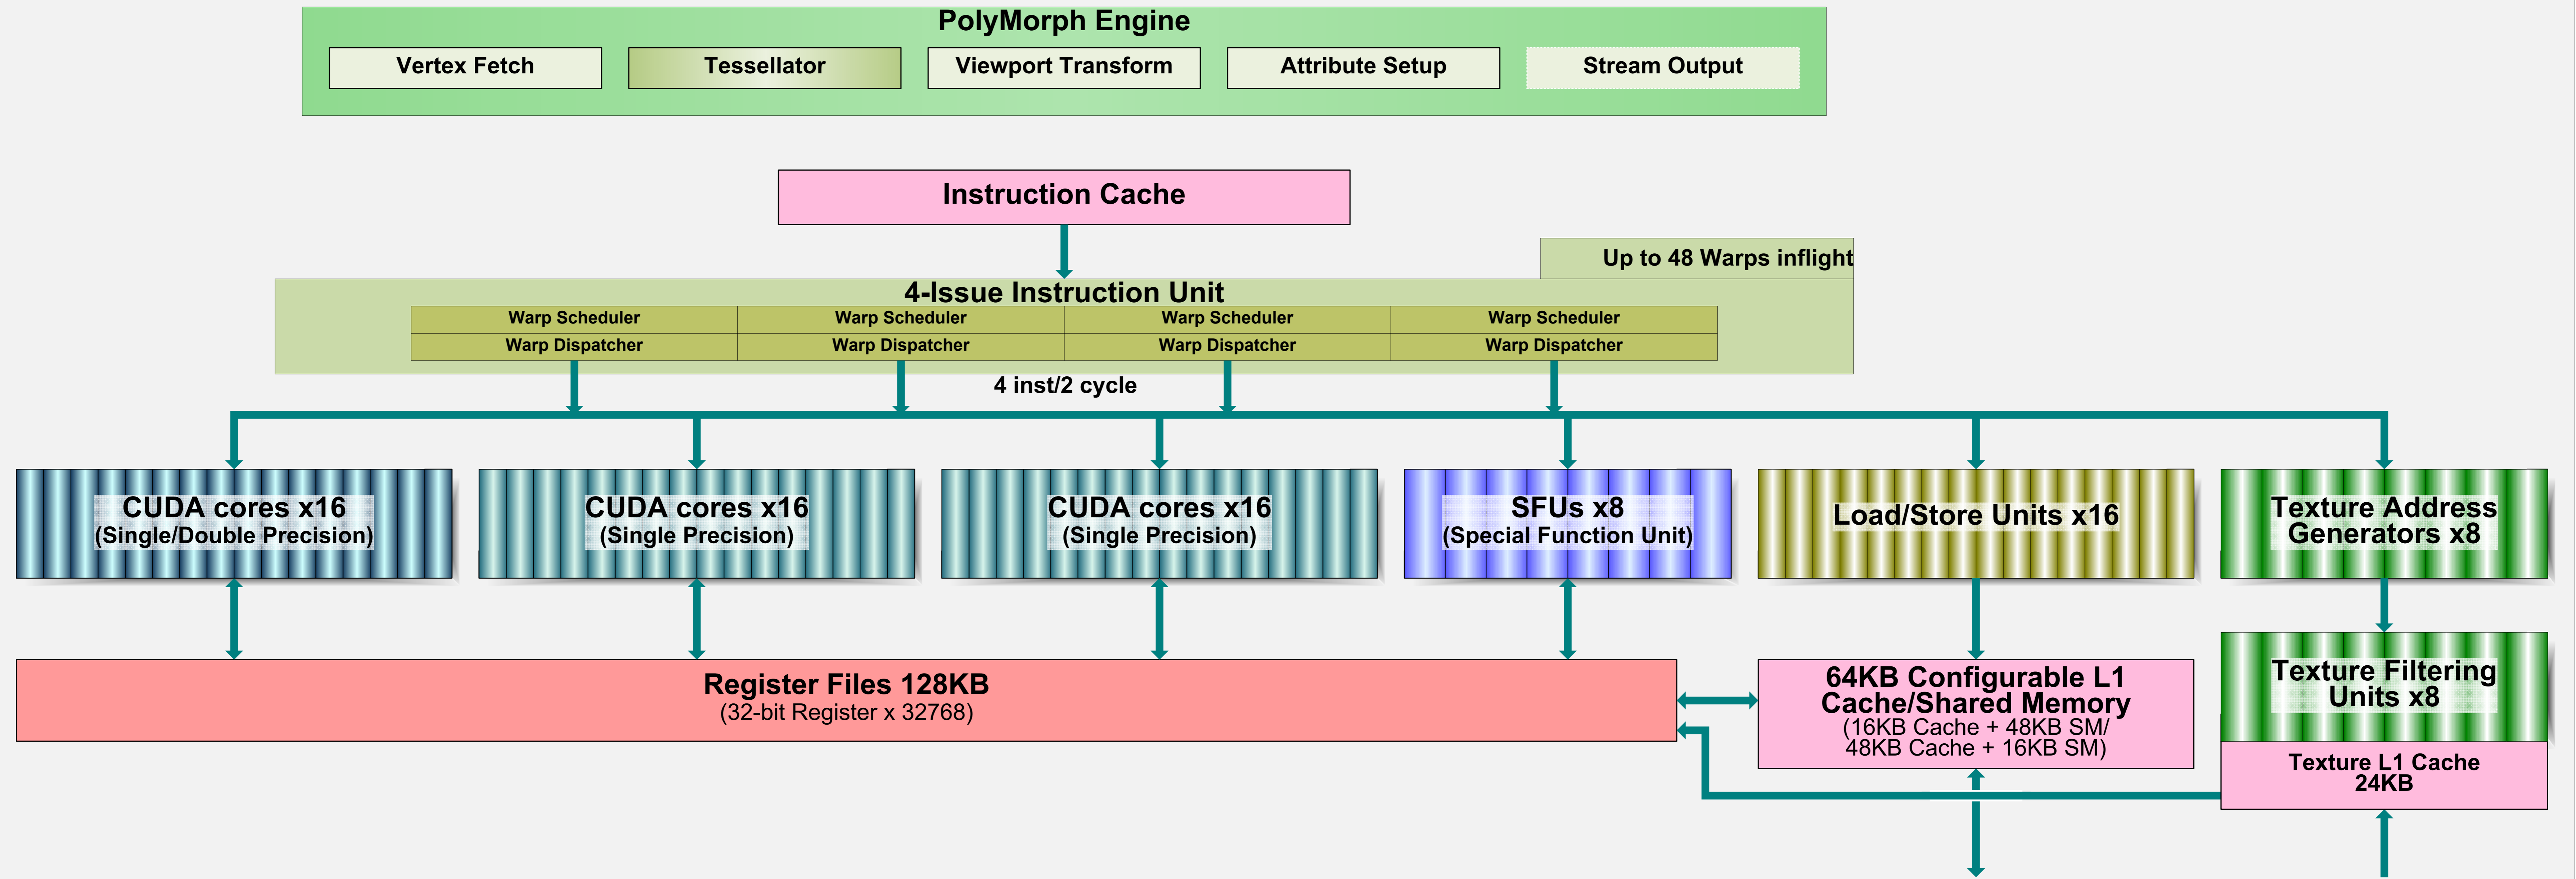 PolyMorph Engine
Vertex Fetch
Tessellator
Viewport Transform
Attribute Setup
Stream Output
Instruction Cache
Up to 48 Warps inflight
4-Issue Instruction Unit
Warp Scheduler
Warp Scheduler
Warp Scheduler
Warp Scheduler
Warp Dispatcher
Warp Dispatcher
Warp Dispatcher
Warp Dispatcher
4 inst/2 cycle
CUDA cores x16
(Single/Double Precision)
CUDA cores x16
(Single Precision)
CUDA cores x16
(Single Precision)
SFUs x8
(Special Function Unit)
Load/Store Units x16
Texture Address
Generators x8
Register Files 128KB
(32-bit Register x 32768)
64KB Configurable L1
Cache/Shared Memory
(16KB Cache + 48KB SM/
48KB Cache + 16KB SM)
Texture Filtering
Units x8
Texture L1 Cache
24KB